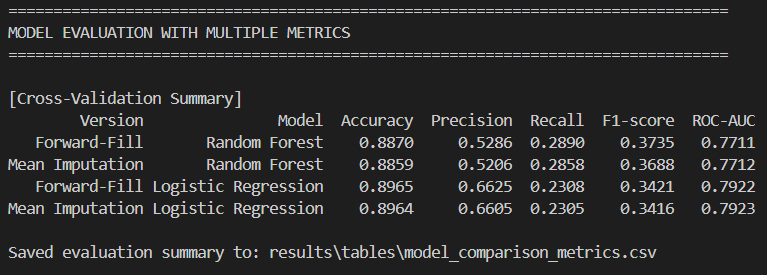 ================================================================================
MODEL EVALUATION WITH MULTIPLE METRICS
================================================================================
[Cross-Validation Summary]
Version Model Accuracy Precision Recall F1-score ROC-AUC
Forward-Fill Random Forest 0.8870 0.5286 0.2890 0.3735 0.7711
Mean Imputation Random Forest 0.8859 0.5206 0.2858 0.3688 0.7712
Forward-Fill Logistic Regression 0.8965 0.6625 0.2308 0.3421 0.7922
Mean Imputation Logistic Regression 0.8964 0.6605 0.2305 0.3416 0.7923
Saved evaluation summary to: results\tables\model_comparison_metrics.csv